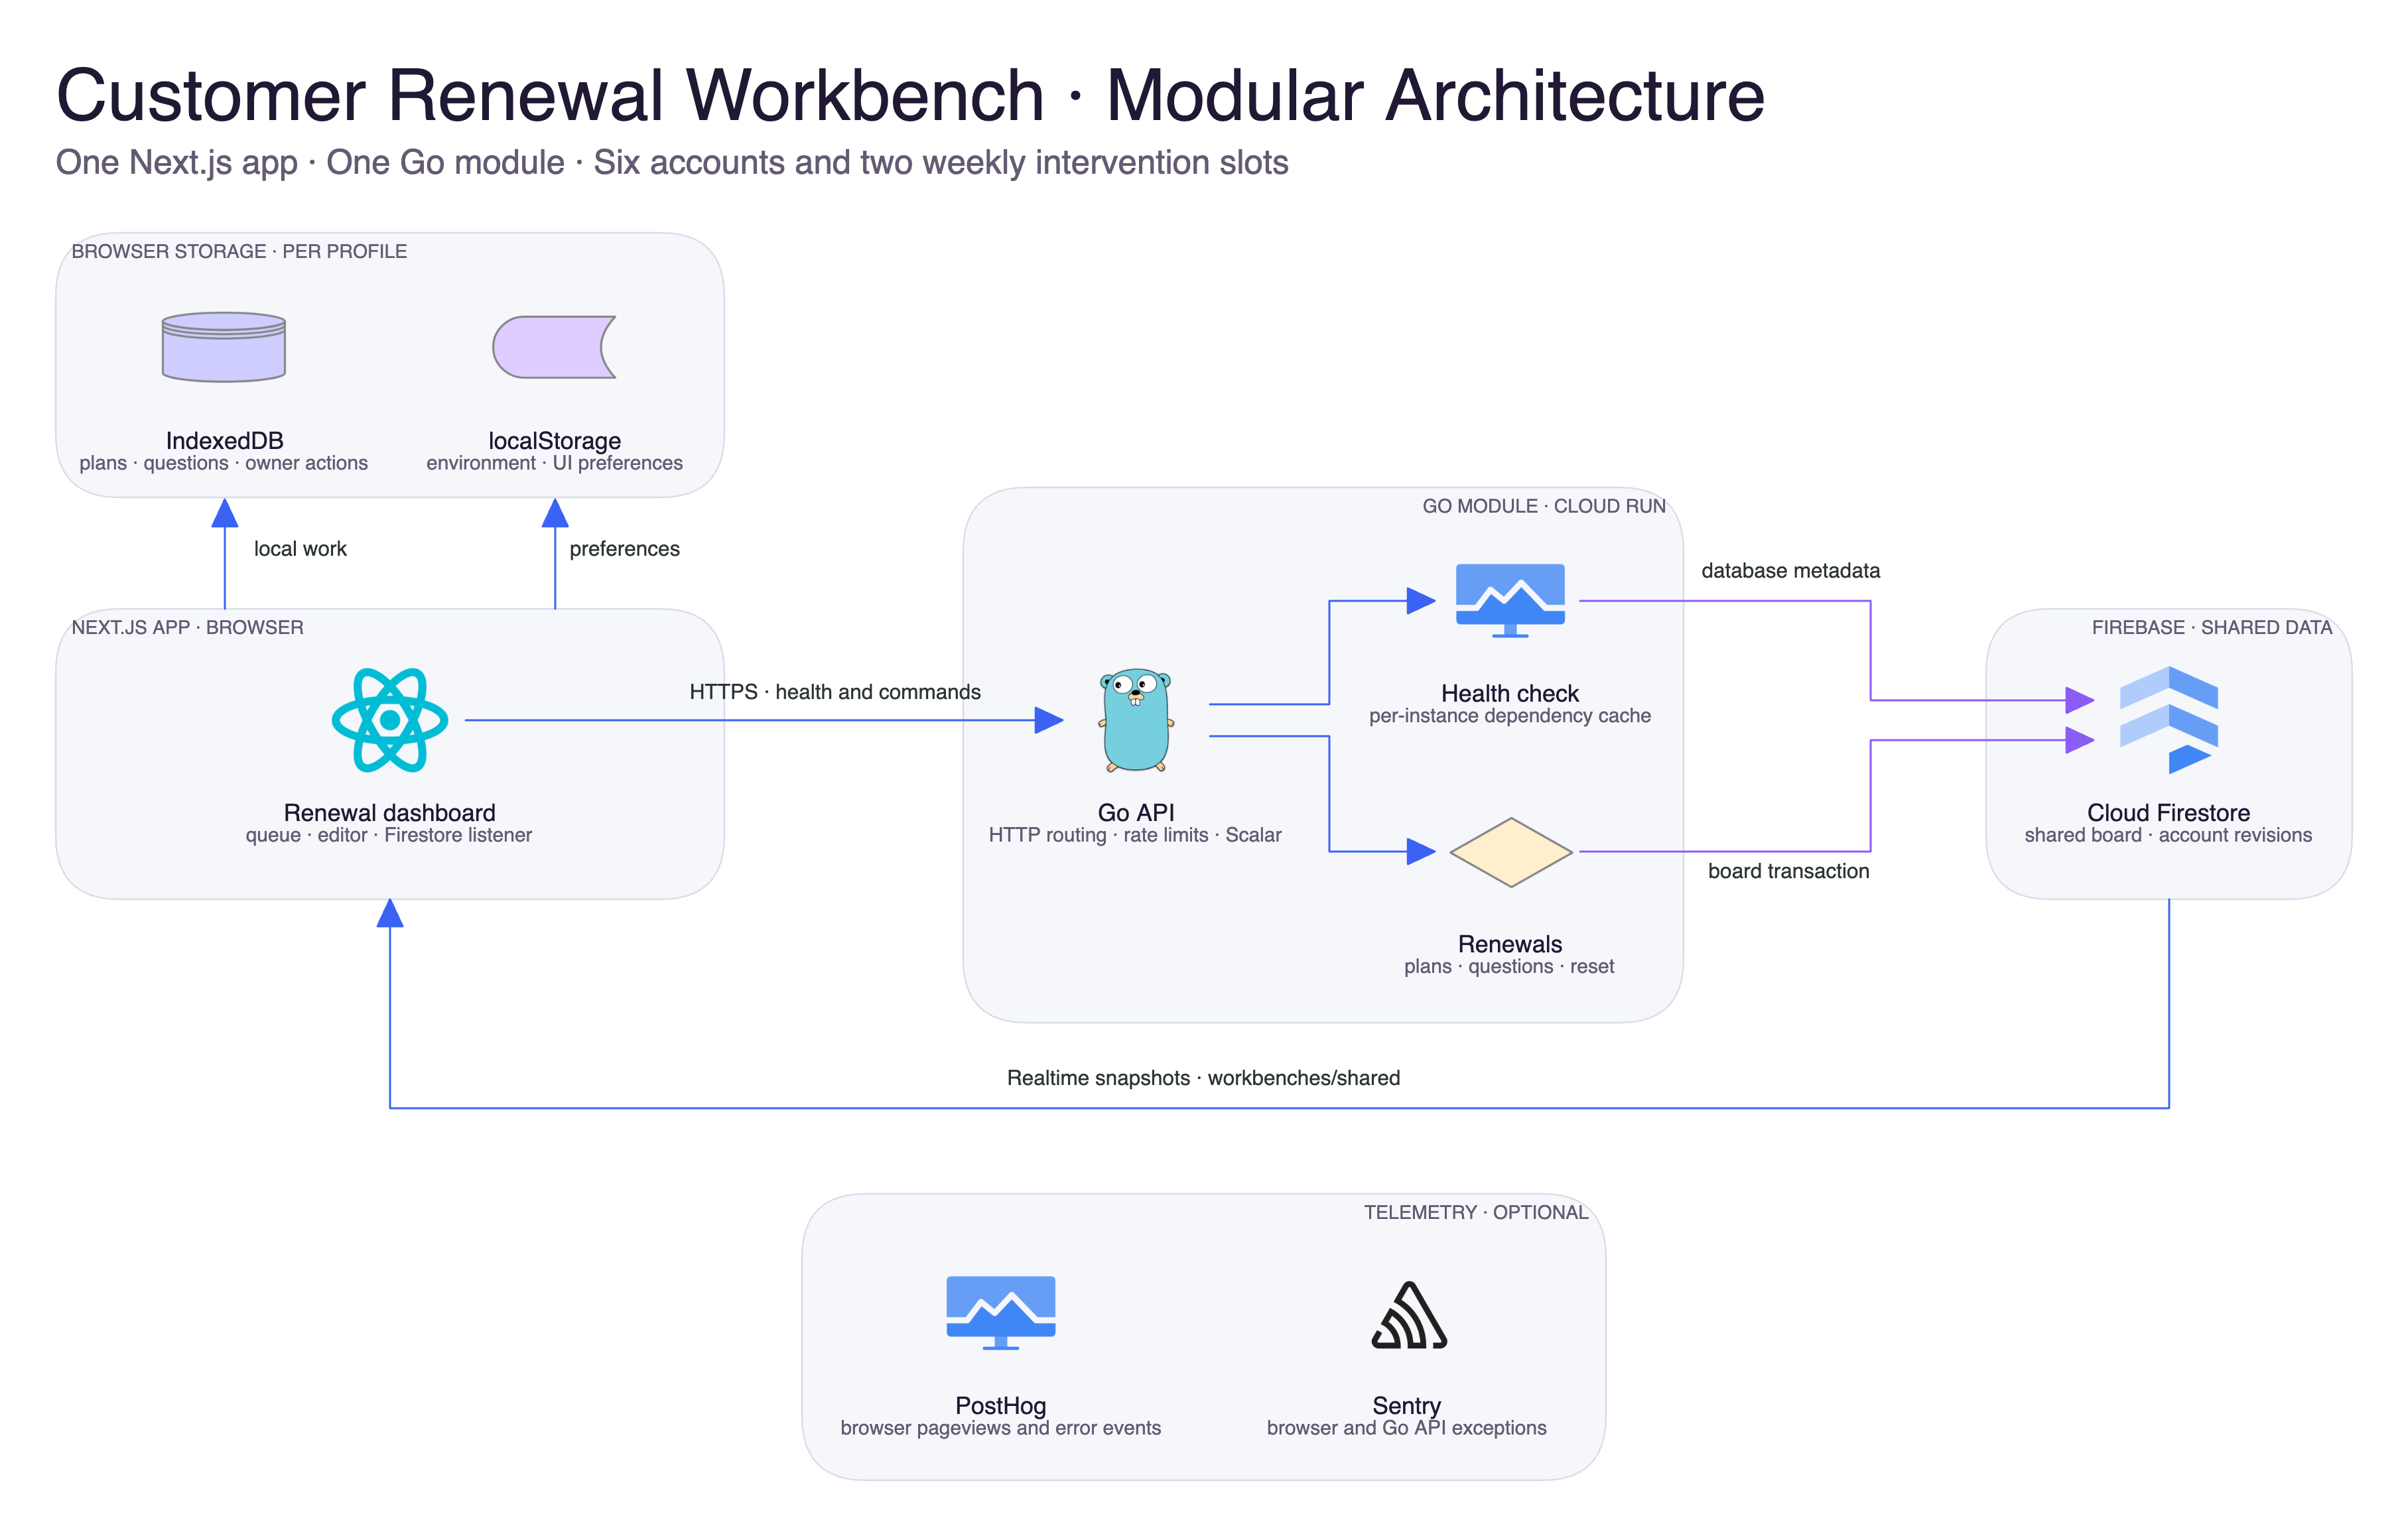 Customer Renewal Workbench · Modular Architecture
One Next.js app · One Go module · Six accounts and two weekly intervention slots
BROWSER STORAGE · PER PROFILE
IndexedDB
plans · questions · owner actions
localStorage
environment · UI preferences
local work
preferences
NEXT.JS APP · BROWSER
Renewal dashboard
queue · editor · Firestore listener
HTTPS · health and commands
GO MODULE · CLOUD RUN
Go API
HTTP routing · rate limits · Scalar
Health check
per-instance dependency cache
Renewals
plans · questions · reset
database metadata
board transaction
FIREBASE · SHARED DATA
Cloud Firestore
shared board · account revisions
Realtime snapshots · workbenches/shared
TELEMETRY · OPTIONAL
PostHog
browser pageviews and error events
Sentry
browser and Go API exceptions